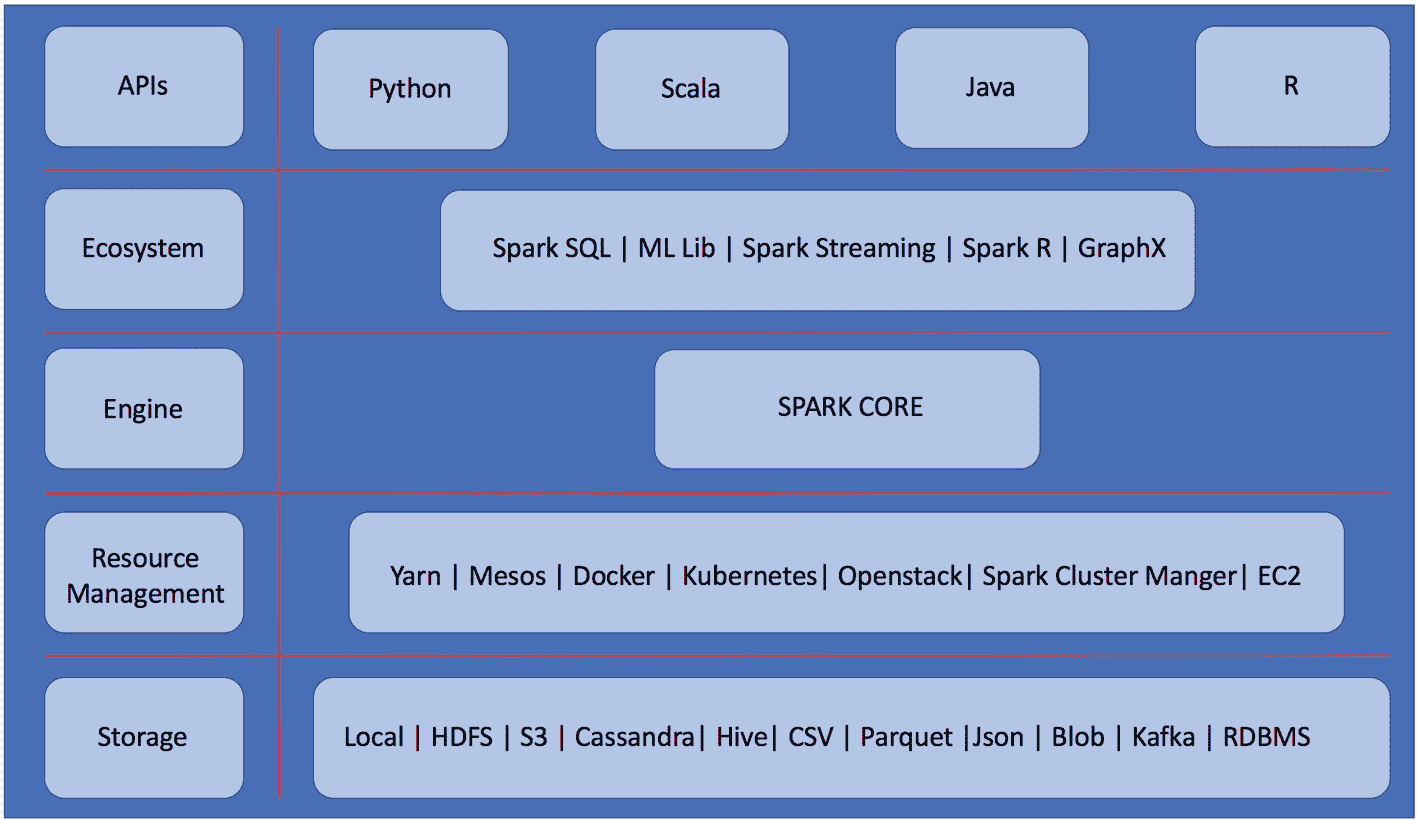 APIs
Python
Scala
Java
R
Ecosystem
Spark SQL | ML Lib | Spark Streaming | Spark R | GraphX
Engine
SPARK CORE
Resource
Management
Yarn | Mesos | Docker | Kubernetes| Openstack| Spark Cluster Manger| EC2
Storage
Local | HDFS | S3 | Cassandra| Hive| CSV | Parquet |Json | Blob | Kafka | RDBMS